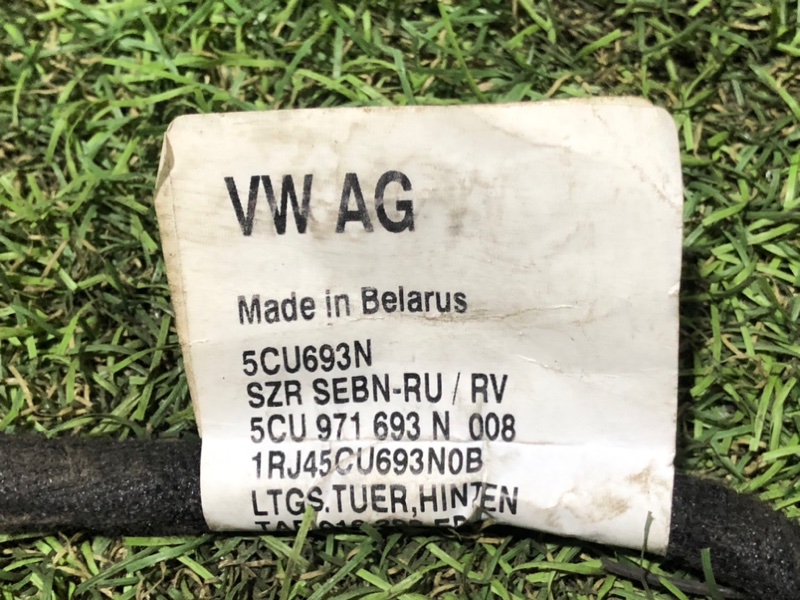 VW AG
Made in Belarus
5CU693N
SZR SEBN-RU / RV
5CU 971 693 N 008
1RJ45CU693N0B
LTGS.TUER,HINTEN